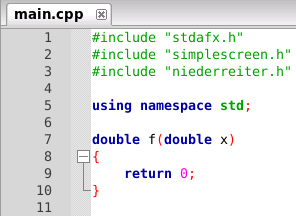 main.cpp
1 #include "stdafx.h"
2 #include "simplescreen.h"
3 #include "niederreiter.h"
4
5 using namespace std;
6
7 double f(double x)
8 {
9 return 0;
10 }
11